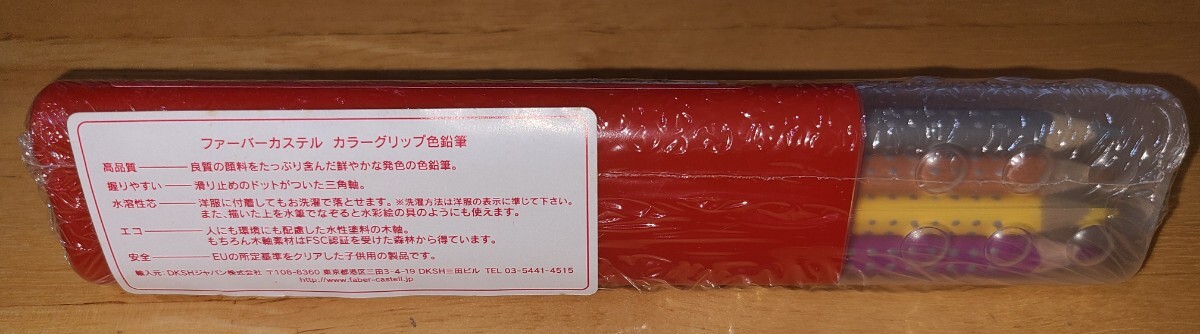 ファーバーカステル カラーグリップ色鉛筆
高品質 ――― 良質の顔料をたっぷり含んだ鮮やかな発色の色鉛筆。
握りやすい ― 滑り止めのドットがついた三角軸。
水溶性芯 ―― 洋服に付着してもお洗濯で落とせます。※洗濯方法は洋服の表示に準じて下さい。
また、描いた上を水筆でなぞると水彩絵の具のようにも使えます。
エコ ―――― 人にも環境にも配慮した水性塗料の木軸。
もちろん木軸素材はFSC認証を受けた森林から得ています。
安全 ―――― EUの所定基準をクリアした子供用の製品です。
輸入元:DKSHジャパン株式会社 〒108-8360 東京都港区三田3-4-19 DKSH三田ビル TEL 03-5441-4515
http://www.faber-castell.jp